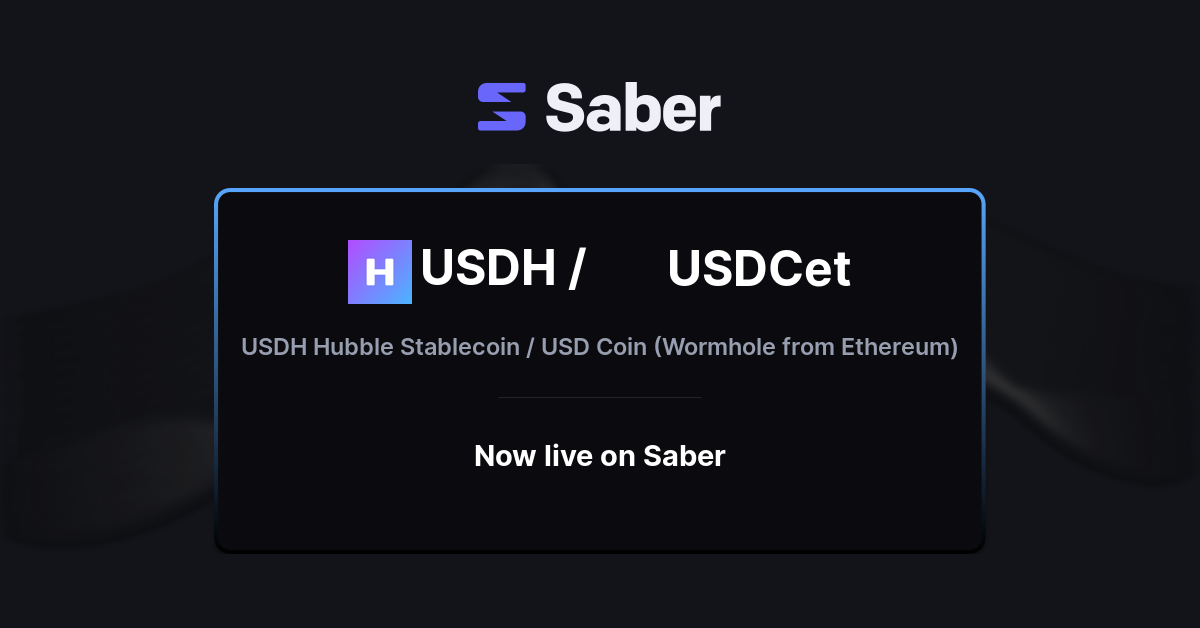 Saber
H USDH / USDCet
USDH Hubble Stablecoin / USD Coin (Wormhole from Ethereum)
Now live on Saber